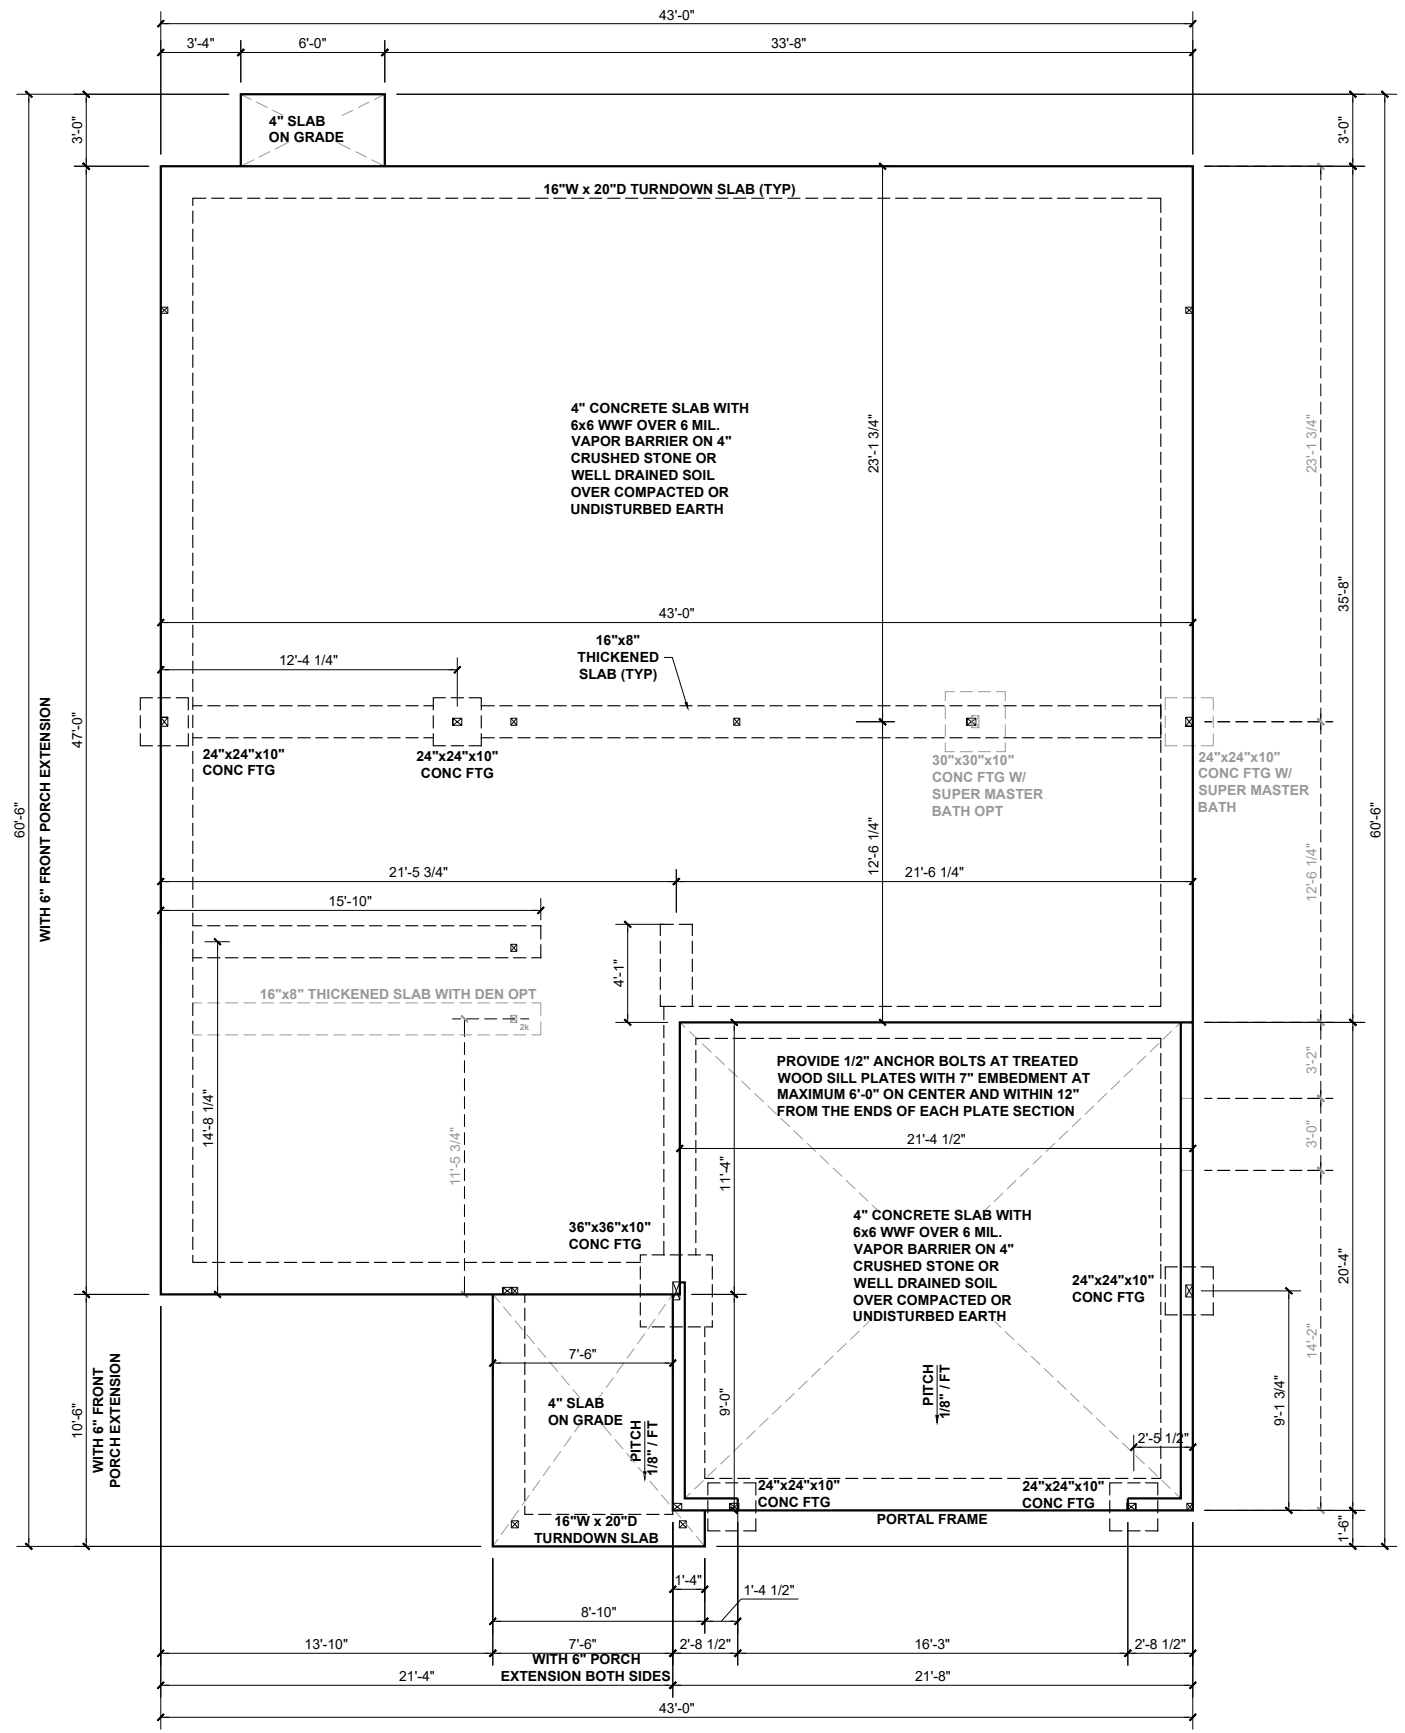 43'-0"
3'-4"
6'-0"
33'-8"
4" SLAB
ON GRADE
3'-0"
3'-0"
16"W x 20"D TURNDOWN SLAB (TYP)
4" CONCRETE SLAB WITH
6x6 WWF OVER 6 MIL.
VAPOR BARRIER ON 4"
CRUSHED STONE OR
WELL DRAINED SOIL
OVER COMPACTED OR
UNDISTURBED EARTH
23'-1 3/4"
23'-1 3/4"
35'-8"
43'-0"
12'-4 1/4"
16"x8"
THICKENED
SLAB (TYP)
60'-6"
WITH 6" FRONT PORCH EXTENSION
47'-0"
24"x24"x10"
CONC FTG
24"x24"x10"
CONC FTG
30"x30"x10"
CONC FTG W/
SUPER MASTER
BATH OPT
24"x24"x10"
CONC FTG W/
SUPER MASTER
BATH
60'-6"
12'-6 1/4"
12'-6 1/4"
21'-5 3/4"
21'-6 1/4"
15'-10"
4'-1"
16"x8" THICKENED SLAB WITH DEN OPT
2k
14'-8 1/4"
11'-5 3/4"
PROVIDE 1/2" ANCHOR BOLTS AT TREATED
WOOD SILL PLATES WITH 7" EMBEDMENT AT
MAXIMUM 6'-0" ON CENTER AND WITHIN 12"
FROM THE ENDS OF EACH PLATE SECTION
21'-4 1/2"
11'-4"
3'-2"
3'-0"
4" CONCRETE SLAB WITH
6x6 WWF OVER 6 MIL.
VAPOR BARRIER ON 4"
CRUSHED STONE OR
WELL DRAINED SOIL
OVER COMPACTED OR
UNDISTURBED EARTH
36"x36"x10"
CONC FTG
24"x24"x10"
CONC FTG
20'-4"
14'-2"
9'-1 3/4"
7'-6"
4" SLAB
ON GRADE
PITCH
1/8" / FT
9'-0"
PITCH
1/8" / FT
2'-5 1/2"
10'-6"
WITH 6" FRONT
PORCH EXTENSION
24"x24"x10"
CONC FTG
24"x24"x10"
CONC FTG
PORTAL FRAME
16"W x 20"D
TURNDOWN SLAB
1'-6"
1'-4"
1'-4 1/2"
8'-10"
13'-10"
7'-6"
2'-8 1/2"
16'-3"
2'-8 1/2"
WITH 6" PORCH
EXTENSION BOTH SIDES
21'-4"
21'-8"
43'-0"